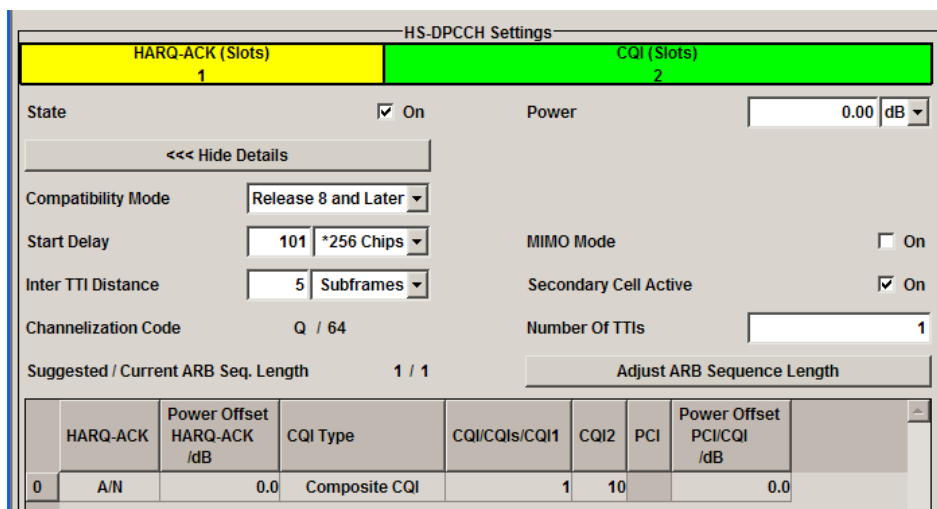 HS-DPCCH Settings
HARQ-ACK (Slots) CQI (Slots)
1 2
State On Power 0.00 dB
<<< Hide Details
Compatibility Mode Release 8 and Later
Start Delay 101 *256 Chips MIMO Mode On
Inter TTI Distance 5 Subframes Secondary Cell Active On
Channelization Code Q / 64 Number Of TTIs 1
Suggested / Current ARB Seq. Length 1 / 1 Adjust ARB Sequence Length
HARQ-ACK Power Offset HARQ-ACK /dB CQI Type CQI/CQIs/CQI1 CQI2 PCI Power Offset PCI/CQI /dB
0 A/N 0.0 Composite CQI 1 10 0.0